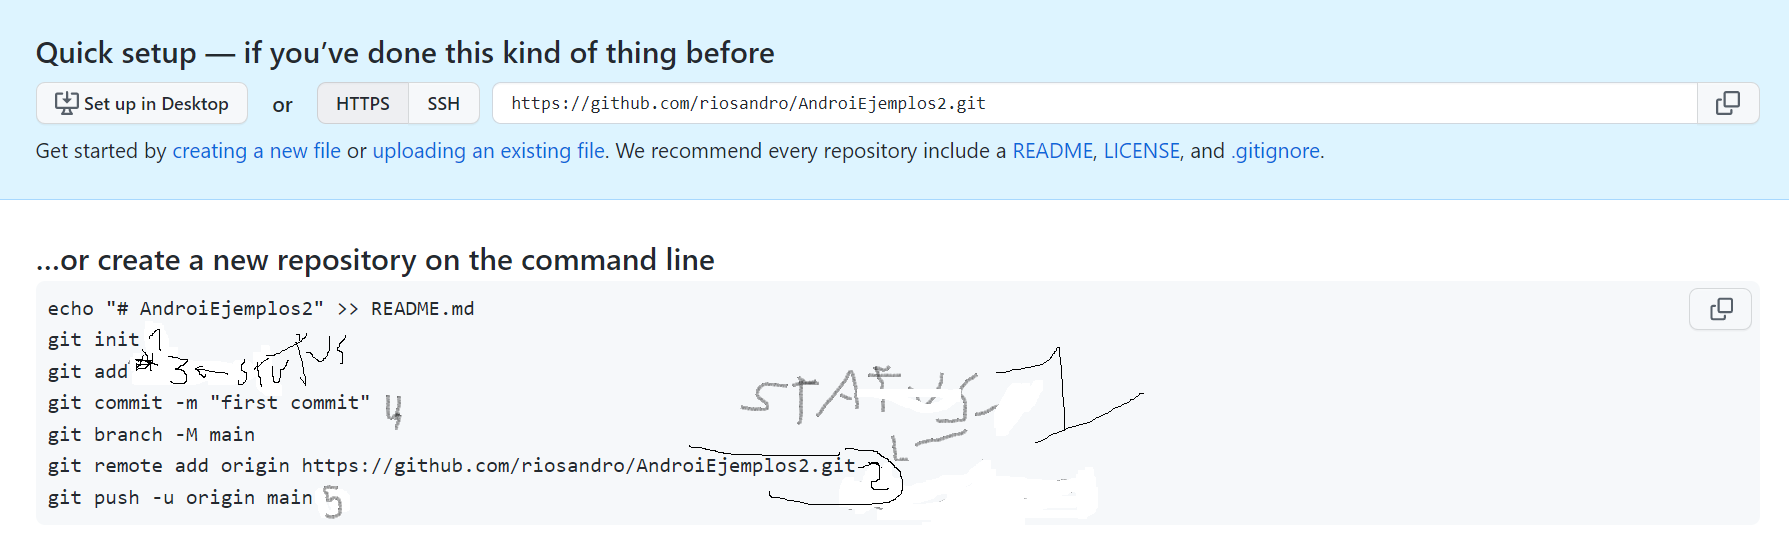 Quick setup — if you’ve done this kind of thing before
Set up in Desktop or HTTPS SSH https://github.com/riosandro/AndroiEjemplos2.git
Get started by creating a new file or uploading an existing file. We recommend every repository include a README, LICENSE, and .gitignore.
...or create a new repository on the command line
echo "# AndroiEjemplos2" >> README.md
git init 1
git add 3 ← status
git commit -m "first commit" 4
STATUS
git branch -M main
git remote add origin https://github.com/riosandro/AndroiEjemplos2.git 2
git push -u origin main 5